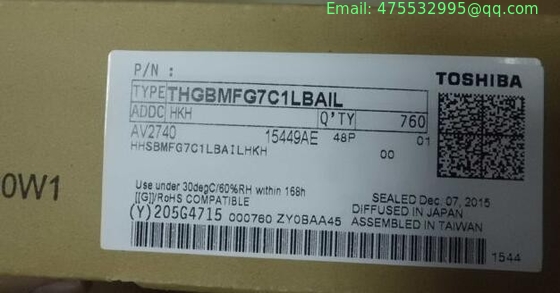 Email: 475532995@qq.com
P/N :
TOSHIBA
TYPE THGBMFG7C1LBAIL
ADDC HKH Q'TY 760
AV2740 15449AE 48P 01
HHSBMFG7C1LBAILHKH 00
0W1
Use under 30degC/60%RH within 168h
SEALED Dec. 07, 2015
[[G]]/RoHS COMPATIBLE
DIFFUSED IN JAPAN
(Y)205G4715 000760 ZY0BAA45 ASSEMBLED IN TAIWAN
1544